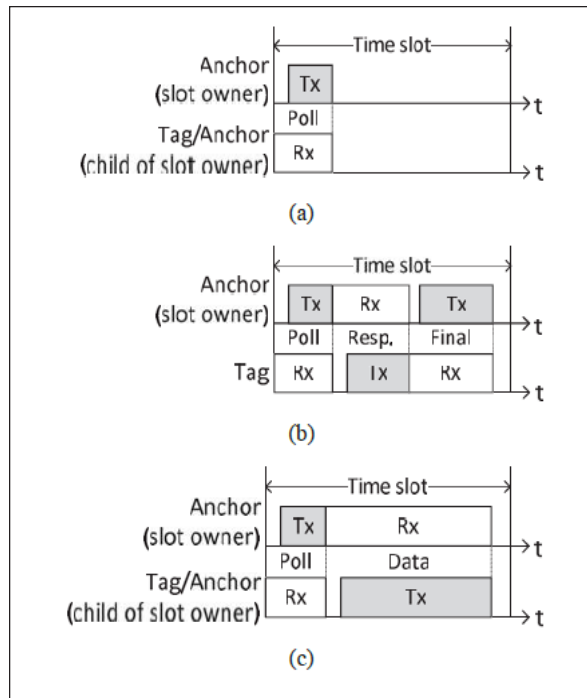 Time slot
Anchor
(slot owner)
Tx
t
Poll
Tag/Anchor
(child of slot owner)
Rx
t
(a)
Time slot
Anchor
(slot owner)
Tx Rx Tx
t
Poll Resp. Final
Tag
Rx Tx Rx
t
(b)
Time slot
Anchor
(slot owner)
Tx Rx
t
Poll Data
Tag/Anchor
(child of slot owner)
Rx Tx
t
(c)